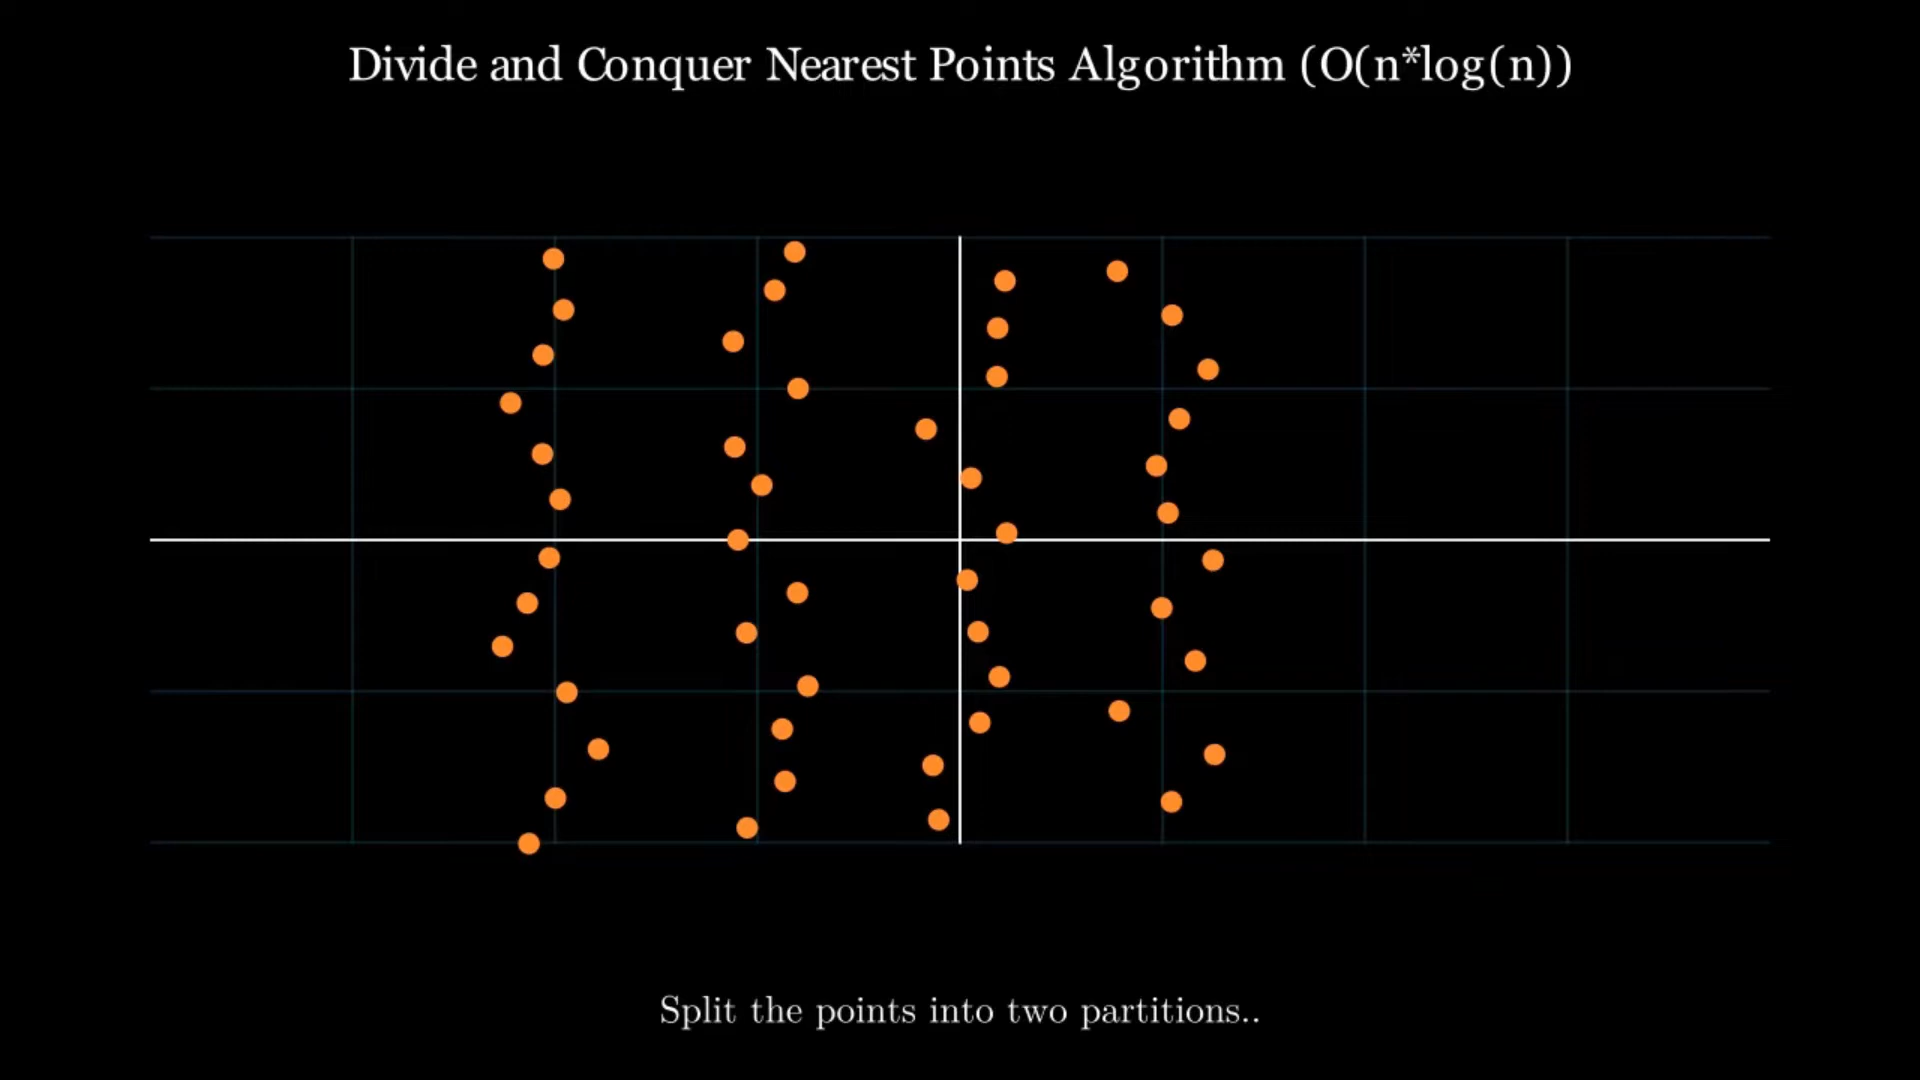 Divide and Conquer Nearest Points Algorithm (O(n*log(n))
Split the points into two partitions..